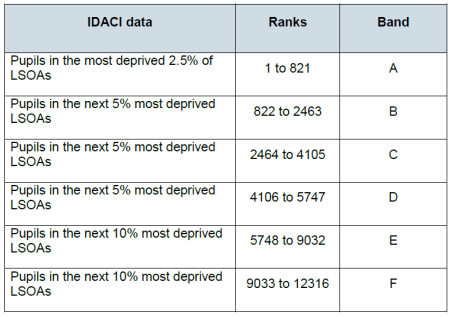 IDACI data Ranks Band
Pupils in the most deprived 2.5% of
LSOAs
1 to 821 A
Pupils in the next 5% most deprived
LSOAs
822 to 2463 B
Pupils in the next 5% most deprived
LSOAs
2464 to 4105 C
Pupils in the next 5% most deprived
LSOAs
4106 to 5747 D
Pupils in the next 10% most deprived
LSOAs
5748 to 9032 E
Pupils in the next 10% most deprived
LSOAs
9033 to 12316 F